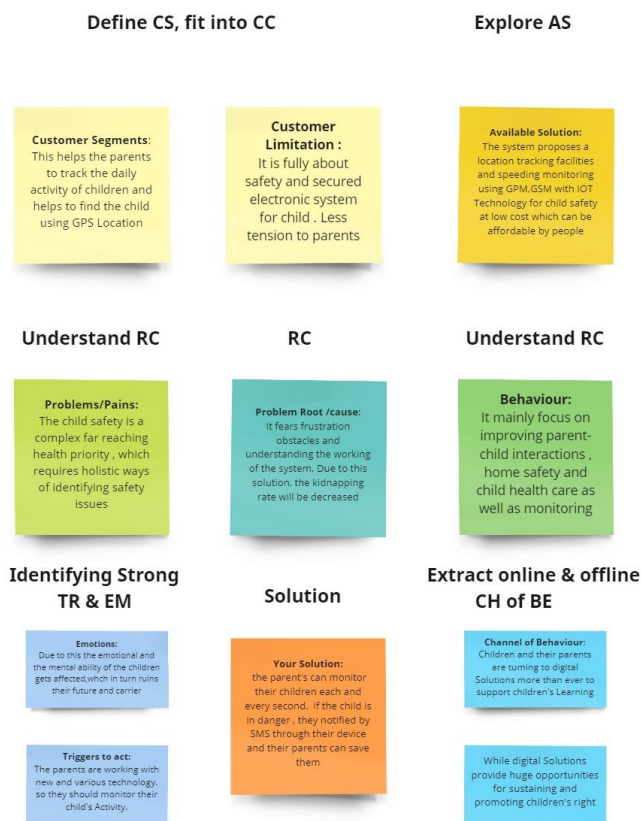 Define CS, fit into CC
Explore AS
Customer Segments:
This helps the parents
to track the daily
activity of children and
helps to find the child
using GPS Location
Customer
Limitation :
It is fully about
safety and secured
electronic system
for child . Less
tension to parents
Available Solution:
The system proposes a
location tracking facilities
and speeding monitoring
using GPM,GSM with IOT
Technology for child safety
at low cost which can be
affordable by people
Understand RC
RC
Understand RC
Problems/Pains:
The child safety is a
complex far reaching
health priority , which
requires holistic ways
of identifying safety
issues
Problem Root /cause:
It fears frustration
obstacles and
understanding the working
of the system. Due to this
solution, the kidnapping
rate will be decreased
Behaviour:
It mainly focus on
improving parent-
child interactions ,
home safety and
child health care as
well as monitoring
Identifying Strong
TR & EM
Solution
Extract online & offline
CH of BE
Emotions:
Due to this the emotional and
the mental ability of the children
gets affected,whch in turn ruins
their future and carrier
Triggers to act:
The parents are working with
new and various technology.
so they should monitor their
child's Activity.
Your Solution:
the parent's can monitor
their children each and
every second. if the child is
in danger . they notified by
SMS through their device
and their parents can save
them
Channel of Behaviour:
Children and their parents
are turning to digital
Solutions more than ever to
support children's Learning
While digital Solutions
provide huge opportunities
for sustaining and
promoting children's right